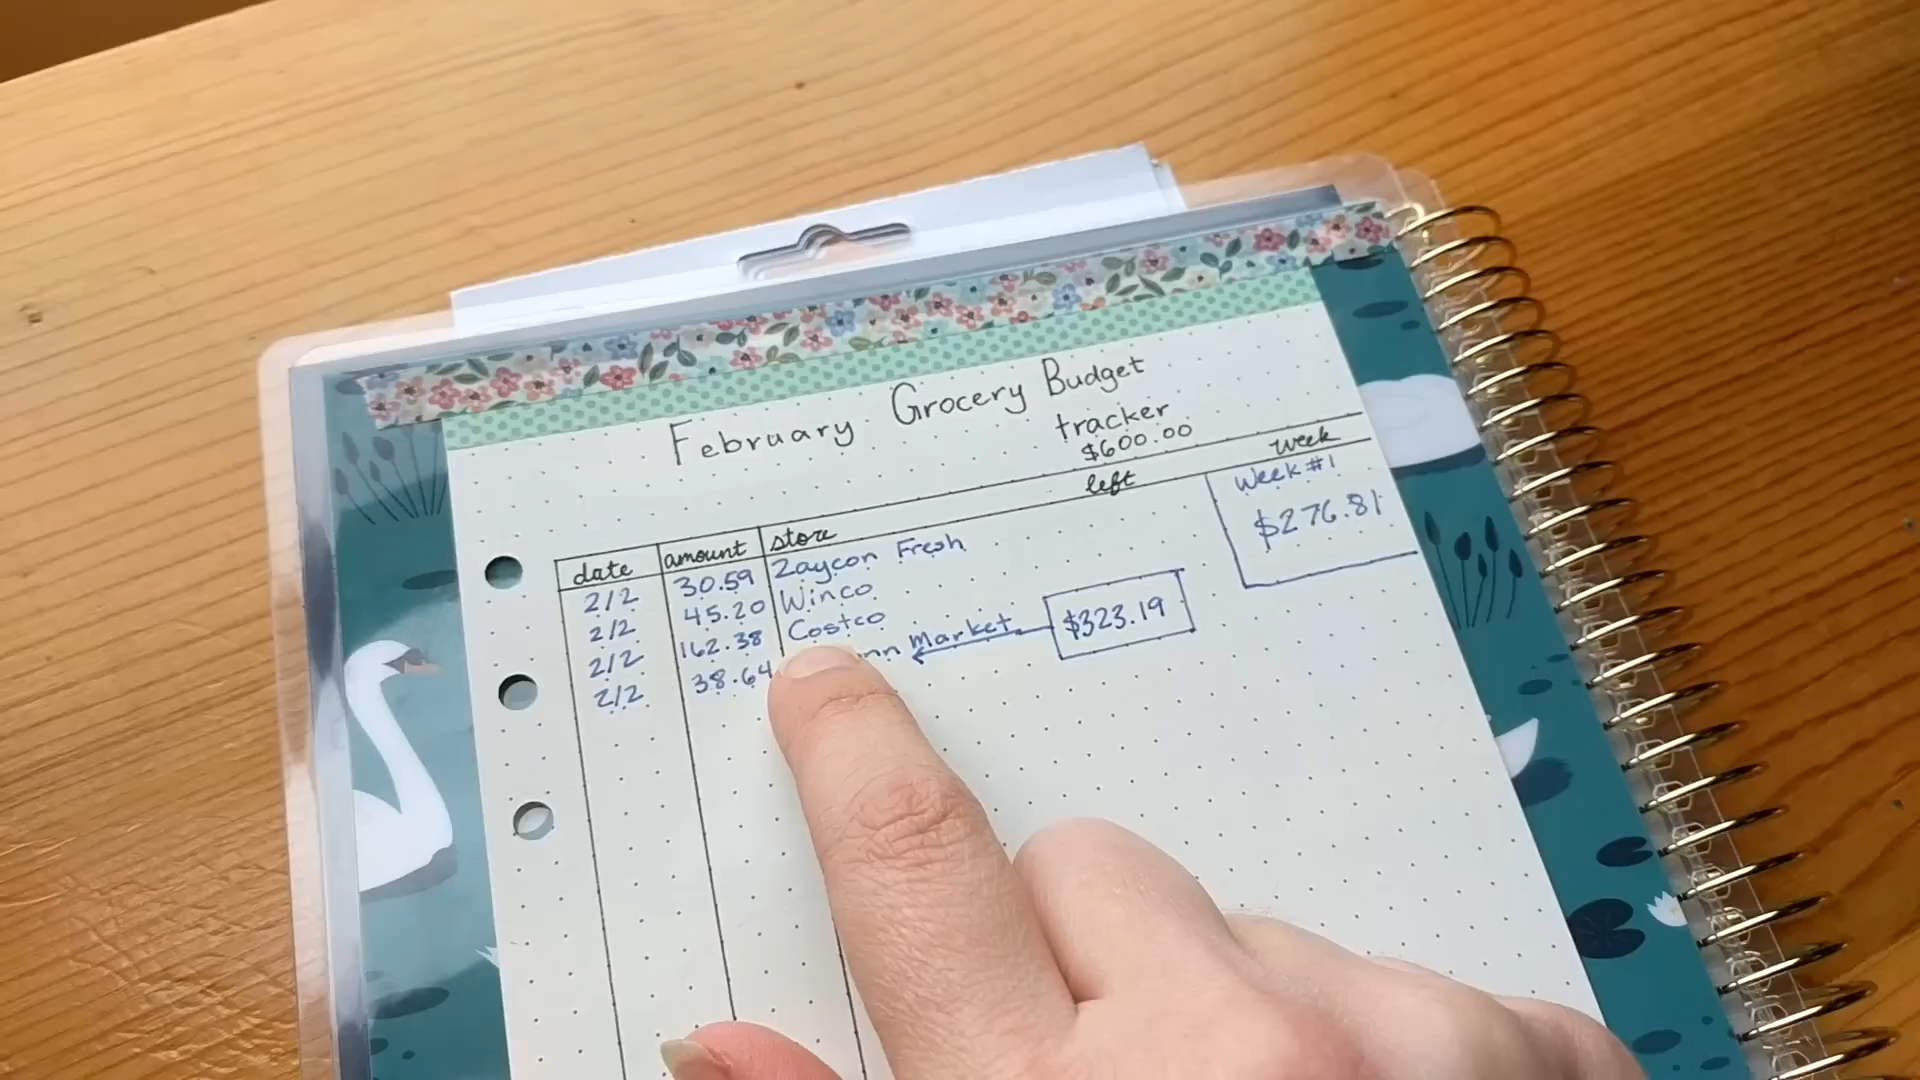 February Grocery Budget
tracker
$600.00
date amount store left week
2/2 30.59 Zaycon Fresh
2/2 45.20 Winco
2/2 162.38 Costco
2/2 38.64 Market $323.19
Week #1
$276.81